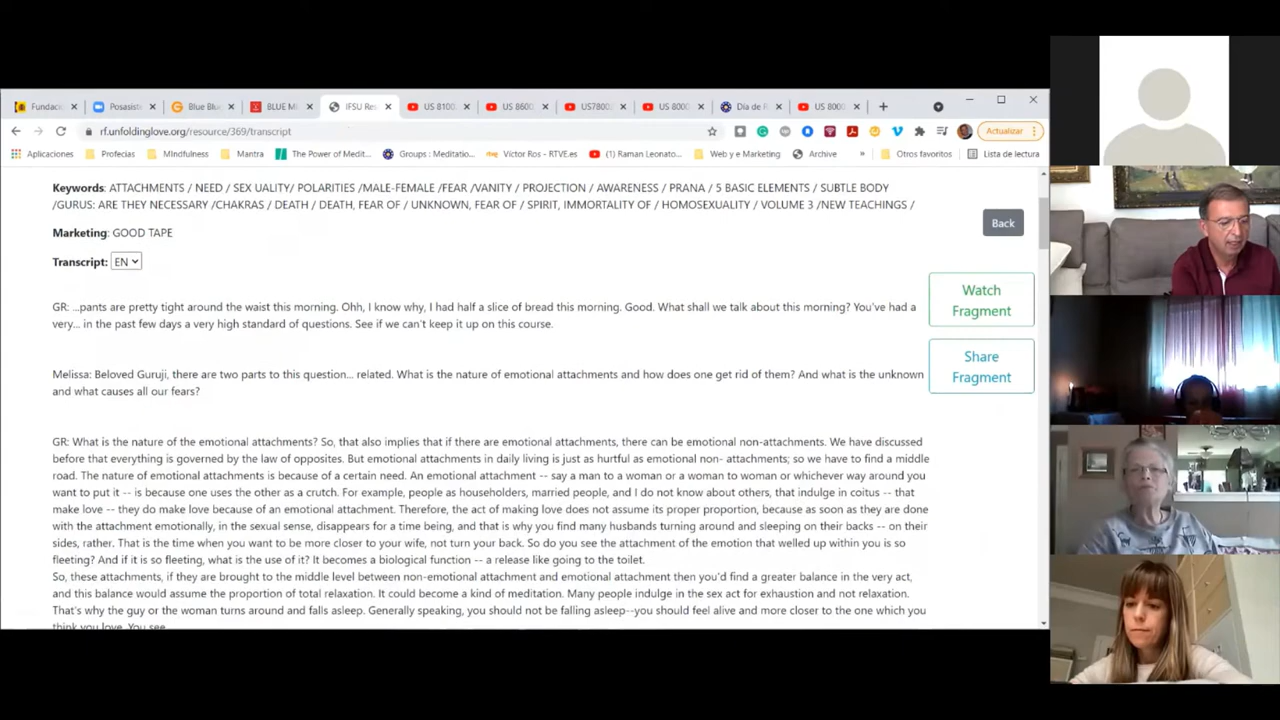 Fundaci
Posasist
Blue Blu
BLUE M
IFSU Res
US 8100.
US 8600.
US7800
US 8000
Día de R
US 800
rf.unfoldinglove.org/resource/369/transcript
Actualizar
Aplicaciones
Profecias
MIndfulness
Mantra
The Power of Medit...
Groups : Meditatio...
Víctor Ros - RTVE.es
(1) Raman Leonato...
Web y e Marketing
Archive
»
Otros favoritos
Lista de lectura
Keywords: ATTACHMENTS / NEED / SEX UALITY/ POLARITIES /MALE-FEMALE /FEAR /VANITY / PROJECTION / AWARENESS / PRANA / 5 BASIC ELEMENTS / SUBTLE BODY
/GURUS: ARE THEY NECESSARY /CHAKRAS / DEATH / DEATH, FEAR OF / UNKNOWN, FEAR OF / SPIRIT, IMMORTALITY OF / HOMOSEXUALITY / VOLUME 3 /NEW TEACHINGS /
Back
Marketing: GOOD TAPE
Transcript: EN
Watch
Fragment
GR: ...pants are pretty tight around the waist this morning. Ohh, I know why, I had half a slice of bread this morning. Good. What shall we talk about this morning? You've had a
very... in the past few days a very high standard of questions. See if we can't keep it up on this course.
Share
Fragment
Melissa: Beloved Guruji, there are two parts to this question... related. What is the nature of emotional attachments and how does one get rid of them? And what is the unknown
and what causes all our fears?
GR: What is the nature of the emotional attachments? So, that also implies that if there are emotional attachments, there can be emotional non-attachments. We have discussed
before that everything is governed by the law of opposites. But emotional attachments in daily living is just as hurtful as emotional non- attachments; so we have to find a middle
road. The nature of emotional attachments is because of a certain need. An emotional attachment -- say a man to a woman or a woman to woman or whichever way around you
want to put it -- is because one uses the other as a crutch. For example, people as householders, married people, and I do not know about others, that indulge in coitus -- that
make love -- they do make love because of an emotional attachment. Therefore, the act of making love does not assume its proper proportion, because as soon as they are done
with the attachment emotionally, in the sexual sense, disappears for a time being, and that is why you find many husbands turning around and sleeping on their backs -- on their
sides, rather. That is the time when you want to be more closer to your wife, not turn your back. So do you see the attachment of the emotion that welled up within you is so
fleeting? And if it is so fleeting, what is the use of it? It becomes a biological function -- a release like going to the toilet.
So, these attachments, if they are brought to the middle level between non-emotional attachment and emotional attachment then you'd find a greater balance in the very act,
and this balance would assume the proportion of total relaxation. It could become a kind of meditation. Many people indulge in the sex act for exhaustion and not relaxation.
That's why the guy or the woman turns around and falls asleep. Generally speaking, you should not be falling asleep--you should feel alive and more closer to the one which you
think you love. You see